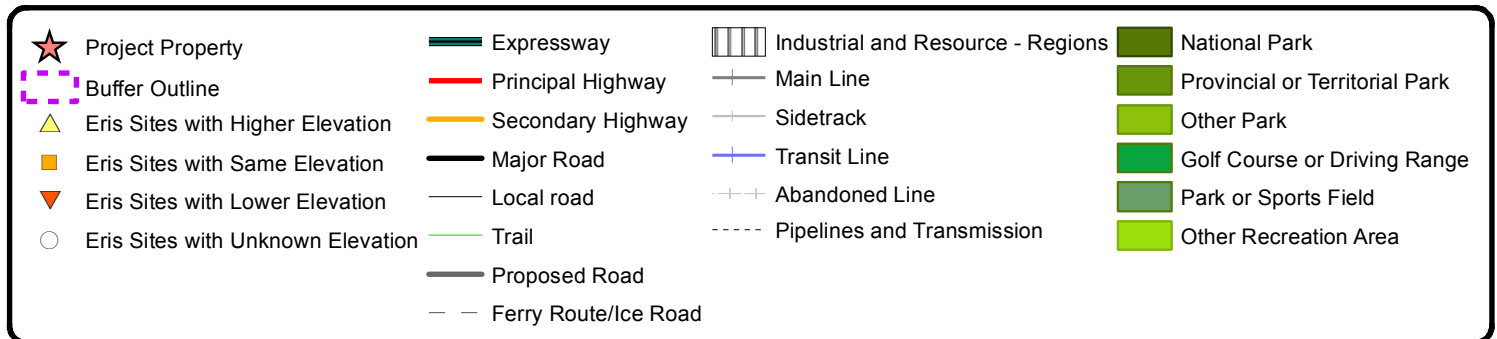 Project Property
Buffer Outline
Eris Sites with Higher Elevation
Eris Sites with Same Elevation
Eris Sites with Lower Elevation
Eris Sites with Unknown Elevation
Expressway
Principal Highway
Secondary Highway
Major Road
Local road
Trail
Proposed Road
Ferry Route/Ice Road
Industrial and Resource - Regions
Main Line
Sidetrack
Transit Line
Abandoned Line
Pipelines and Transmission
National Park
Provincial or Territorial Park
Other Park
Golf Course or Driving Range
Park or Sports Field
Other Recreation Area